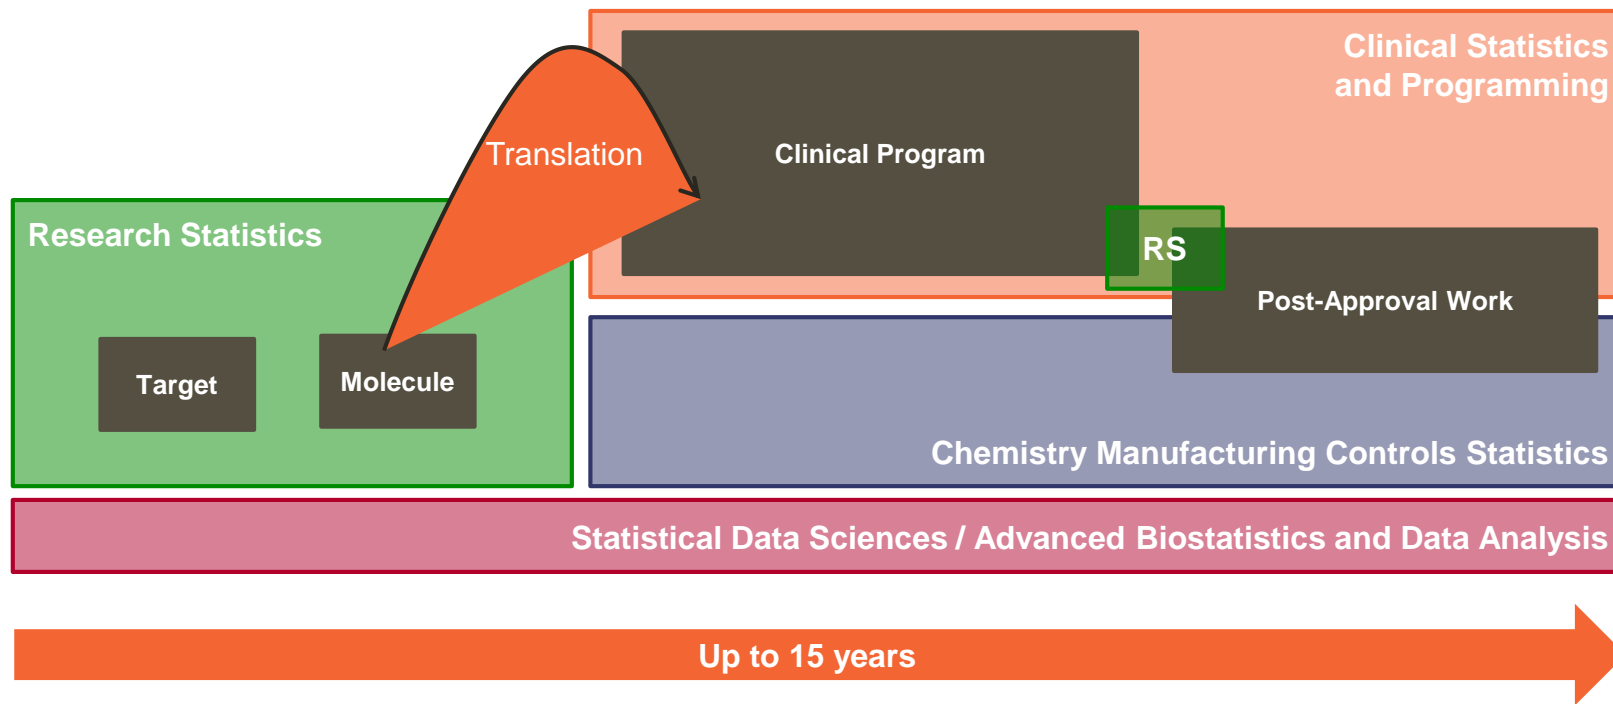 Clinical Statistics
and Programming
Translation
Clinical Program
Research Statistics
RS
Post-Approval Work
Target
Molecule
Chemistry Manufacturing Controls Statistics
Statistical Data Sciences / Advanced Biostatistics and Data Analysis
Up to 15 years